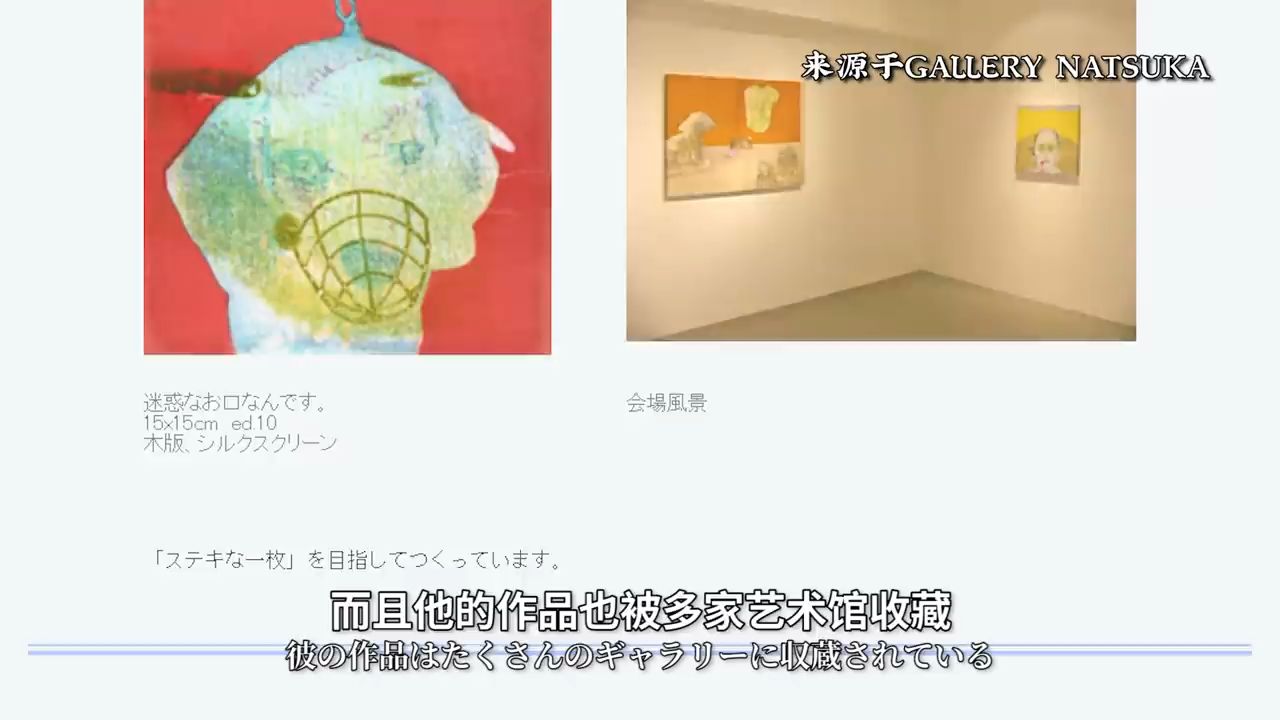 来源于GALLERY NATSUKA
迷惑なお口なんです。
15x15cm ed.10
木版、シルクスクリーン
会場風景
「ステキな一枚」を目指してつくっています。
而且他的作品也被多家艺术馆收藏
彼の作品はたくさんのギャラリーに収蔵されている